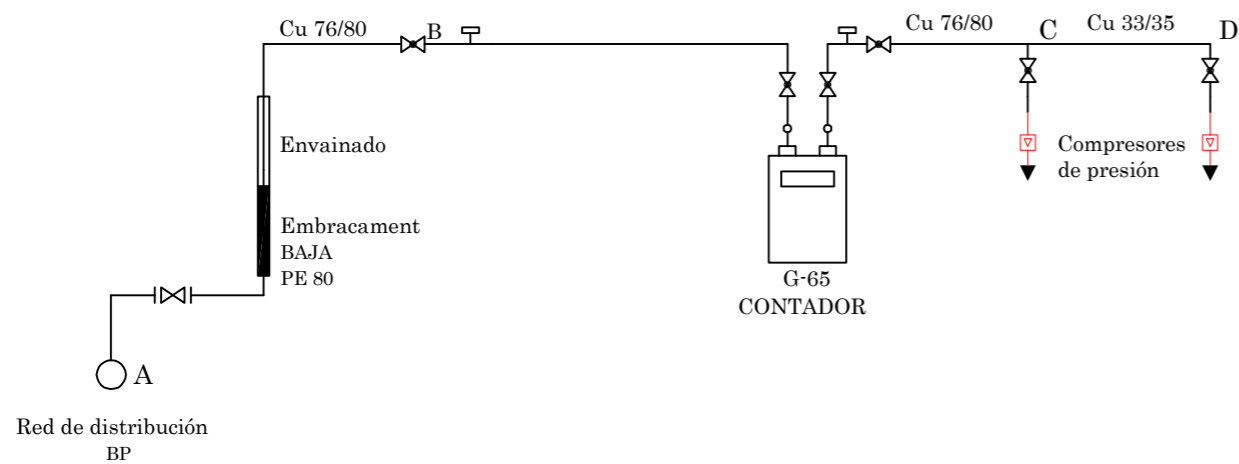 Cu 76/80
B
Cu 76/80
C
Cu 33/35
D
Envainado
Compresores
de presión
Embracament
BAJA
PE 80
G-65
CONTADOR
A
Red de distribución
BP